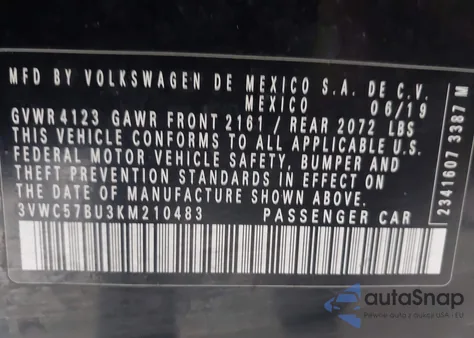 MFD BY VOLKSWAGEN DE MEXICO S.A. DE C.V.
MEXICO 06/19
GVWR 4123 GAWR FRONT 2161 / REAR 2072 LBS
THIS VEHICLE CONFORMS TO ALL APPLICABLE U.S.
FEDERAL MOTOR VEHICLE SAFETY, BUMPER AND
THEFT PREVENTION STANDARDS IN EFFECT ON
THE DATE OF MANUFACTURE SHOWN ABOVE.
3VWC57BU3KM210483 PASSENGER CAR
2341607 3387 M
autoSnap